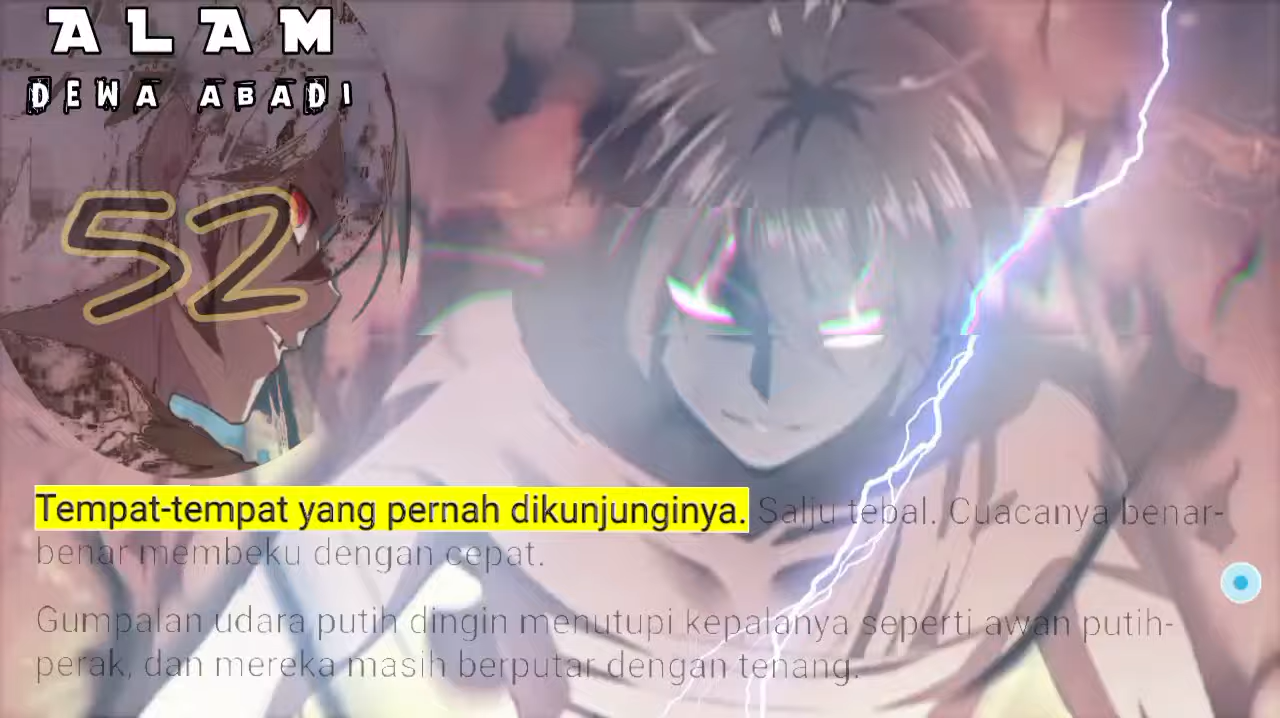 ALAM
DEWA ABADI
52
Tempat-tempat yang pernah dikunjunginya. Salju tebal. Cuacanya benar-
benar membeku dengan cepat.
Gumpalan udara putih dingin menutupi kepalanya seperti awan putih-
perak, dan mereka masih berputar dengan tenang.